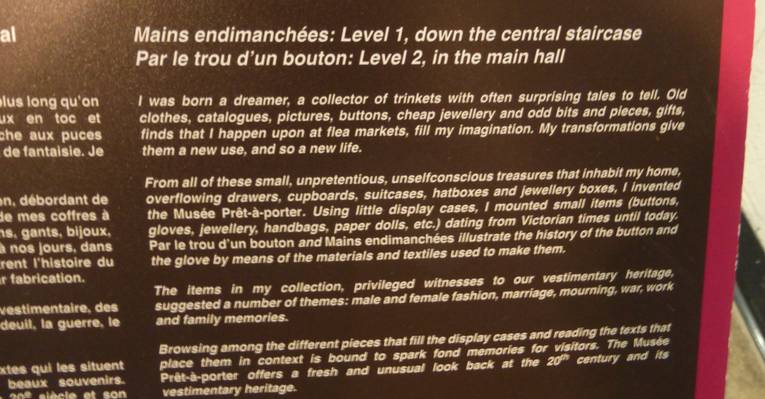 al
Mains endimanchées: Level 1, down the central staircase
Par le trou d'un bouton: Level 2, in the main hall
plus long qu'on
ux en toc et
che aux puces
de fantaisie. Je
I was born a dreamer, a collector of trinkets with often surprising tales to tell. Old
clothes, catalogues, pictures, buttons, cheap jewellery and odd bits and pieces, gifts,
finds that I happen upon at flea markets, fill my imagination. My transformations give
them a new use, and so a new life.
on, débordant de
de mes coffres à
ns, gants, bijoux,
à nos jours, dans
rent l'histoire du
r fabrication.
From all of these small, unpretentious, unselfconscious treasures that inhabit my home,
overflowing drawers, cupboards, suitcases, hatboxes and jewellery boxes, I invented
the Musée Prêt-à-porter. Using little display cases, I mounted small items (buttons,
gloves, jewellery, handbags, paper dolls, etc.) dating from Victorian times until today.
Par le trou d'un bouton and Mains endimanchées illustrate the history of the button and
the glove by means of the materials and textiles used to make them.
vestimentaire, des
deuil, la guerre, le
The items in my collection, privileged witnesses to our vestimentary heritage,
suggested a number of themes: male and female fashion, marriage, mourning, war, work
and family memories.
xtes qui les situent
beaux souvenirs.
20e siècle et son
Browsing among the different pieces that fill the display cases and reading the texts that
place them in context is bound to spark fond memories for visitors. The Musée
Prêt-à-porter offers a fresh and unusual look back at the 20th century and its
vestimentary heritage.